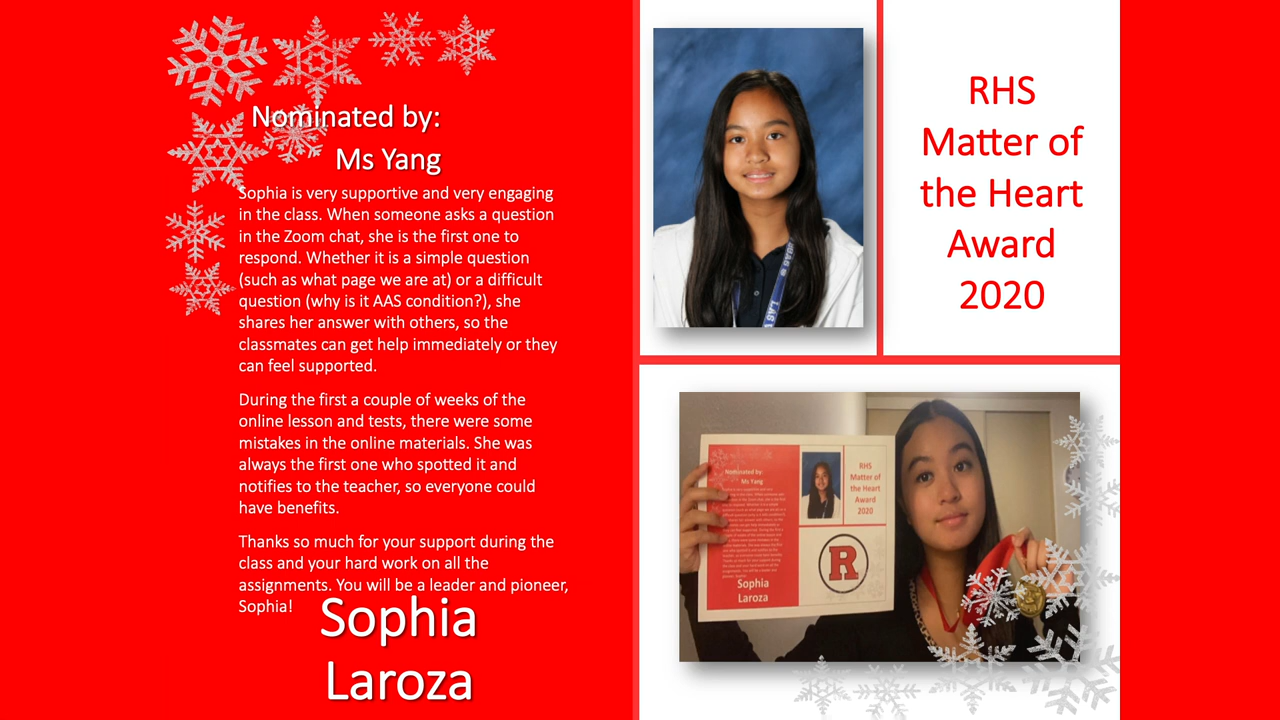 Nominated by:
Ms Yang
Sophia is very supportive and very engaging
in the class. When someone asks a question
in the Zoom chat, she is the first one to
respond. Whether it is a simple question
(such as what page we are at) or a difficult
question (why is it AAS condition?), she
shares her answer with others, so the
classmates can get help immediately or they
can feel supported.
During the first a couple of weeks of the
online lesson and tests, there were some
mistakes in the online materials. She was
always the first one who spotted it and
notifies to the teacher, so everyone could
have benefits.
Thanks so much for your support during the
class and your hard work on all the
assignments. You will be a leader and pioneer,
Sophia!
Sophia
Laroza
RHS
Matter of
the Heart
Award
2020
Nominated by:
Ms Yang
RHS
Matter of
the Heart
Award
2020
R
Sophia
Laroza